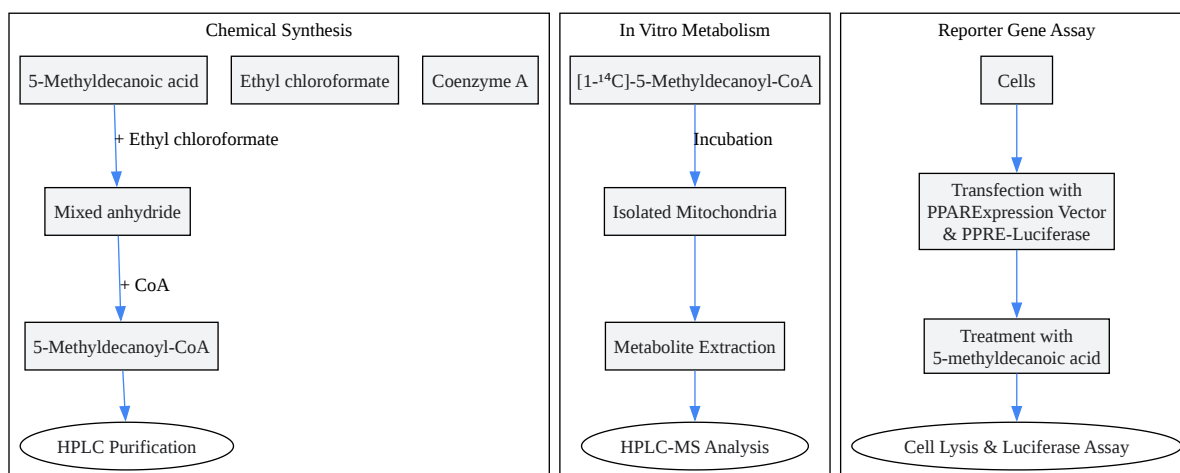 Chemical Synthesis
5-Methyldecanoic acid
Ethyl chloroformate
Coenzyme A
+ Ethyl chloroformate
Mixed anhydride
+ CoA
5-Methyldecanoyl-CoA
HPLC Purification
In Vitro Metabolism
[1-¹⁴C]-5-Methyldecanoyl-CoA
Incubation
Isolated Mitochondria
Metabolite Extraction
HPLC-MS Analysis
Reporter Gene Assay
Cells
Transfection with
PPARExpression Vector
& PPRE-Luciferase
Treatment with
5-methyldecanoic acid
Cell Lysis & Luciferase Assay